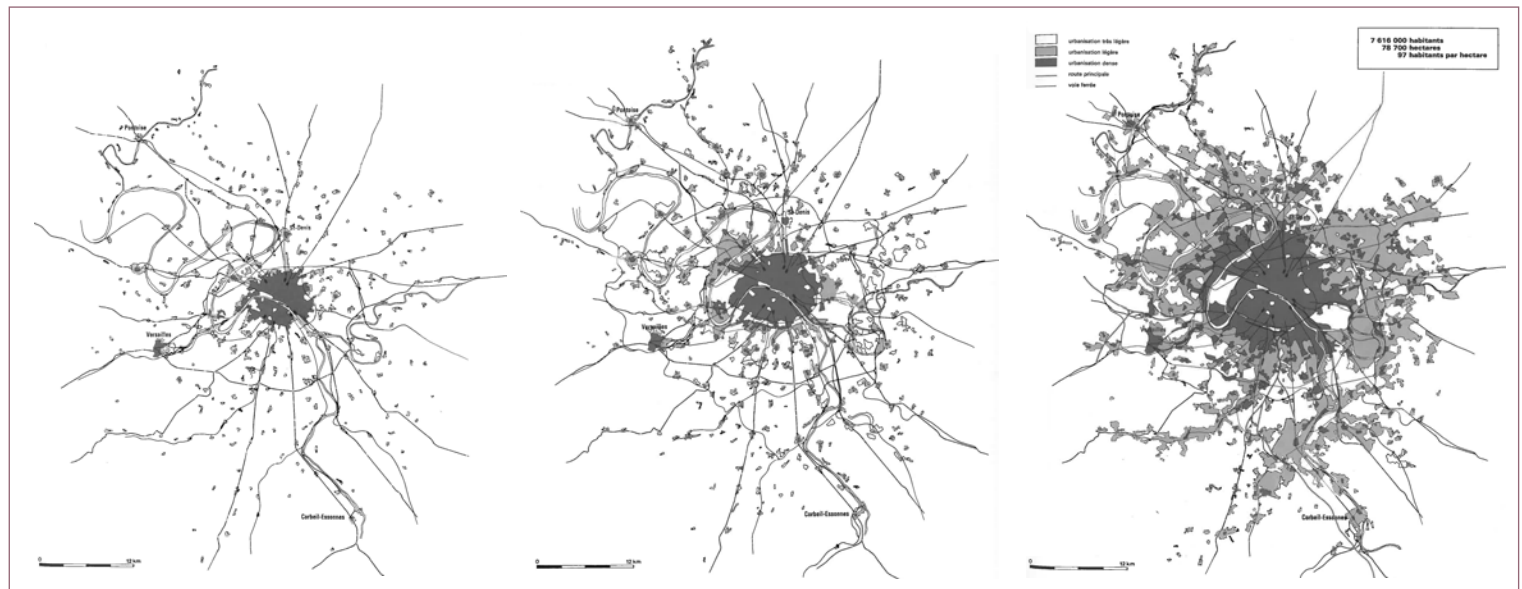 Pontoise
St-Denis
Versailles
Corbeil-Essonnes
0
12 km
Pontoise
St-Denis
Versailles
Corbeil-Essonnes
0
12 km
urbanisation très légère
urbanisation légère
urbanisation dense
route principale
voie ferrée
7 616 000 habitants
78 700 hectares
97 habitants par hectare
Pontoise
Corbeil-Essonnes
0
12 km